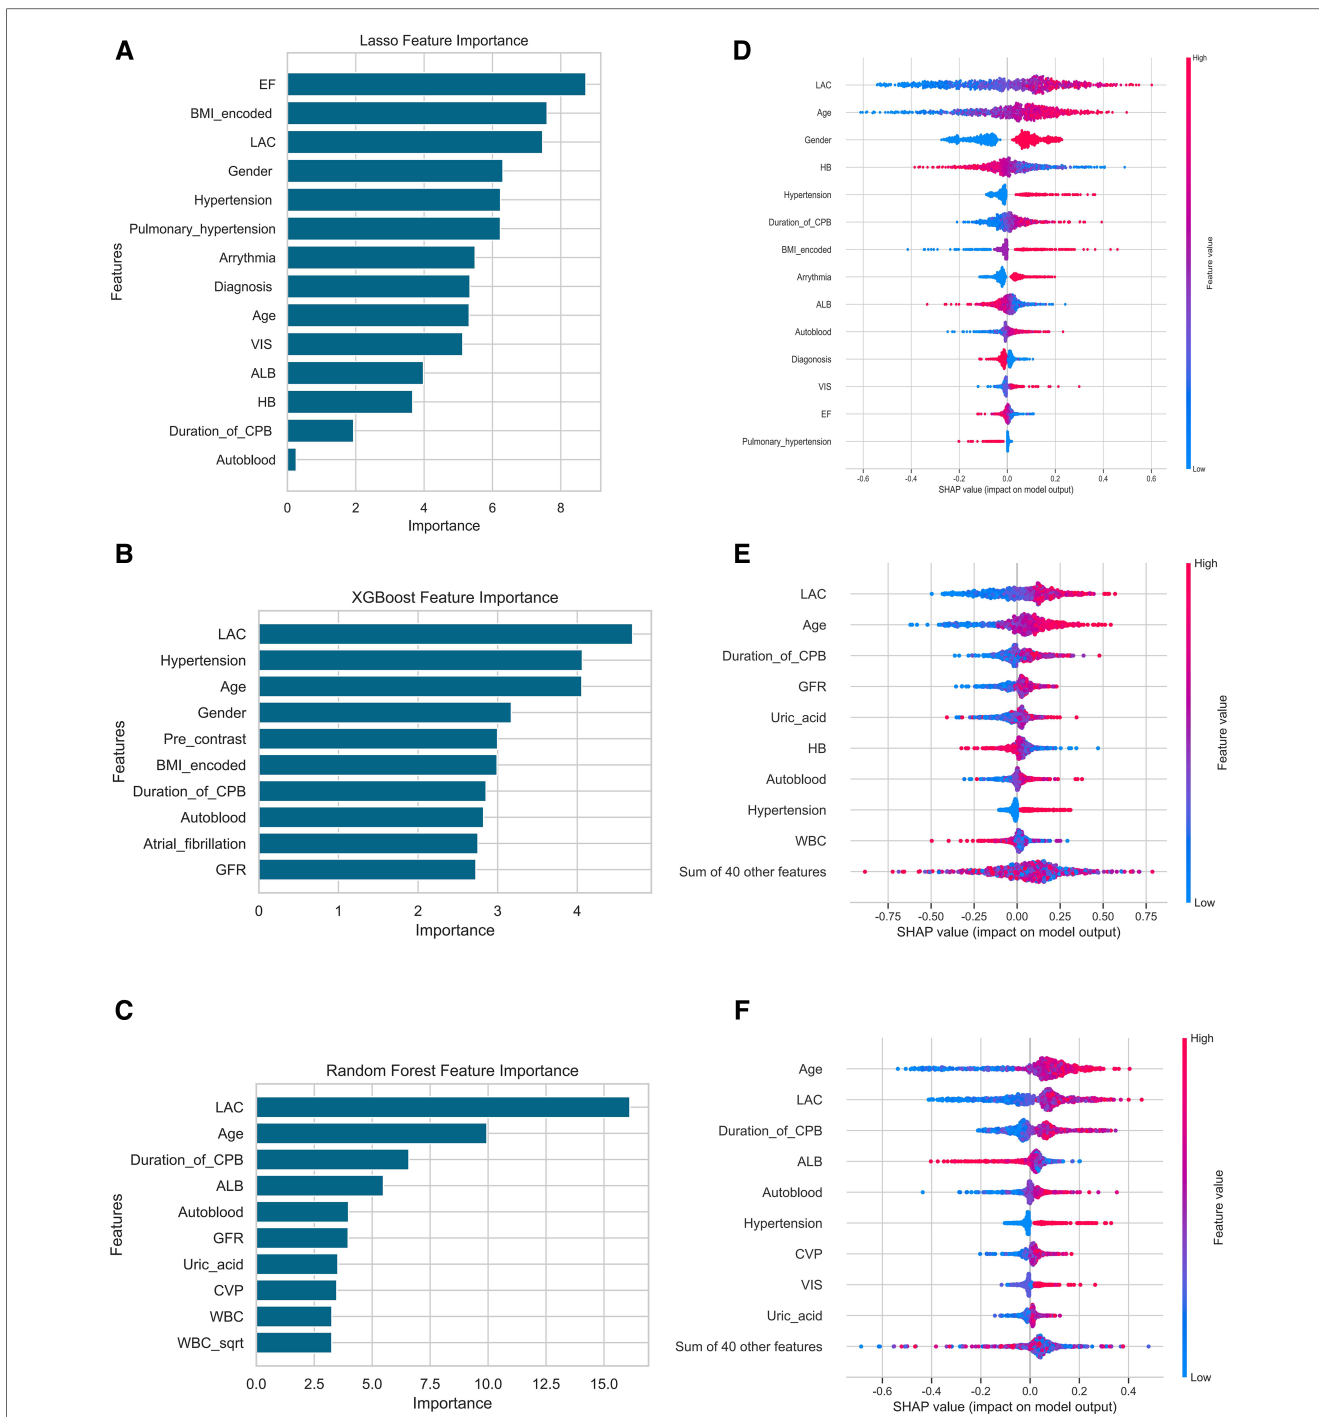 A
Lasso Feature Importance
Features
EF
BMI_encoded
LAC
Gender
Hypertension
Pulmonary_hypertension
Arrythmia
Diagnosis
Age
VIS
ALB
HB
Duration_of_CPB
Autoblood
0 2 4 6 8
Importance
D
LAC
Age
Gender
HB
Hypertension
Duration_of_CPB
BMI_encoded
Arrythmia
ALB
Autoblood
Diagonosis
VIS
EF
Pulmonary_hypertension
-0.6 -0.4 -0.2 0.0 0.2 0.4 0.6
SHAP value (impact on model output)
High
Feature value
Low
B
XGBoost Feature Importance
Features
LAC
Hypertension
Age
Gender
Pre_contrast
BMI_encoded
Duration_of_CPB
Autoblood
Atrial_fibrillation
GFR
0 1 2 3 4
Importance
E
LAC
Age
Duration_of_CPB
GFR
Uric_acid
HB
Autoblood
Hypertension
WBC
Sum of 40 other features
-0.75 -0.50 -0.25 0.00 0.25 0.50 0.75
SHAP value (impact on model output)
High
Feature value
Low
C
Random Forest Feature Importance
Features
LAC
Age
Duration_of_CPB
ALB
Autoblood
GFR
Uric_acid
CVP
WBC
WBC_sqrt
0.0 2.5 5.0 7.5 10.0 12.5 15.0
Importance
F
Age
LAC
Duration_of_CPB
ALB
Autoblood
Hypertension
CVP
VIS
Uric_acid
Sum of 40 other features
-0.6 -0.4 -0.2 0.0 0.2 0.4
SHAP value (impact on model output)
High
Feature value
Low